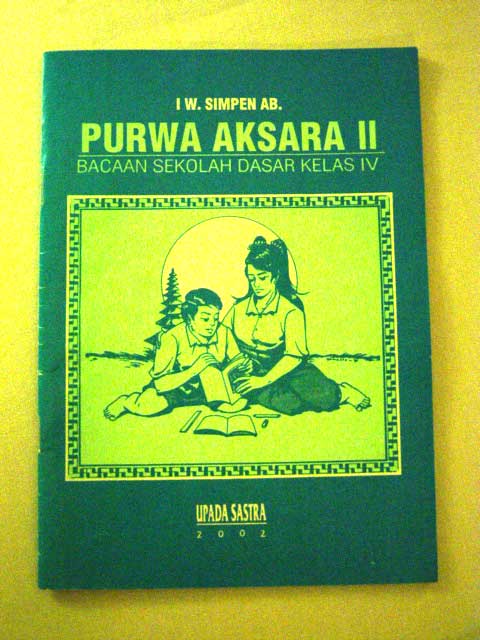 I W. SIMPEN AB.
PURWA AKSARA II
BACAAN SEKOLAH DASAR KELAS IV
UPADA SASTRA
2002